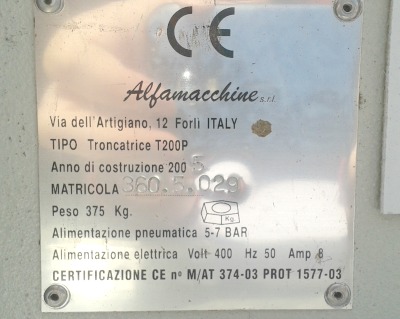 CE
Alfamacchine s.r.l.
Via dell'Artigiano, 12 Forlì ITALY
TIPO Troncatrice T200P
Anno di costruzione 2005
MATRICOLA 360.5.029
Peso 375 Kg.
Kg
Alimentazione pneumatica 5-7 BAR
Alimentazione elettrica Volt 400 Hz 50 Amp 8
CERTIFICAZIONE CE nº M/AT 374-03 PROT 1577-03